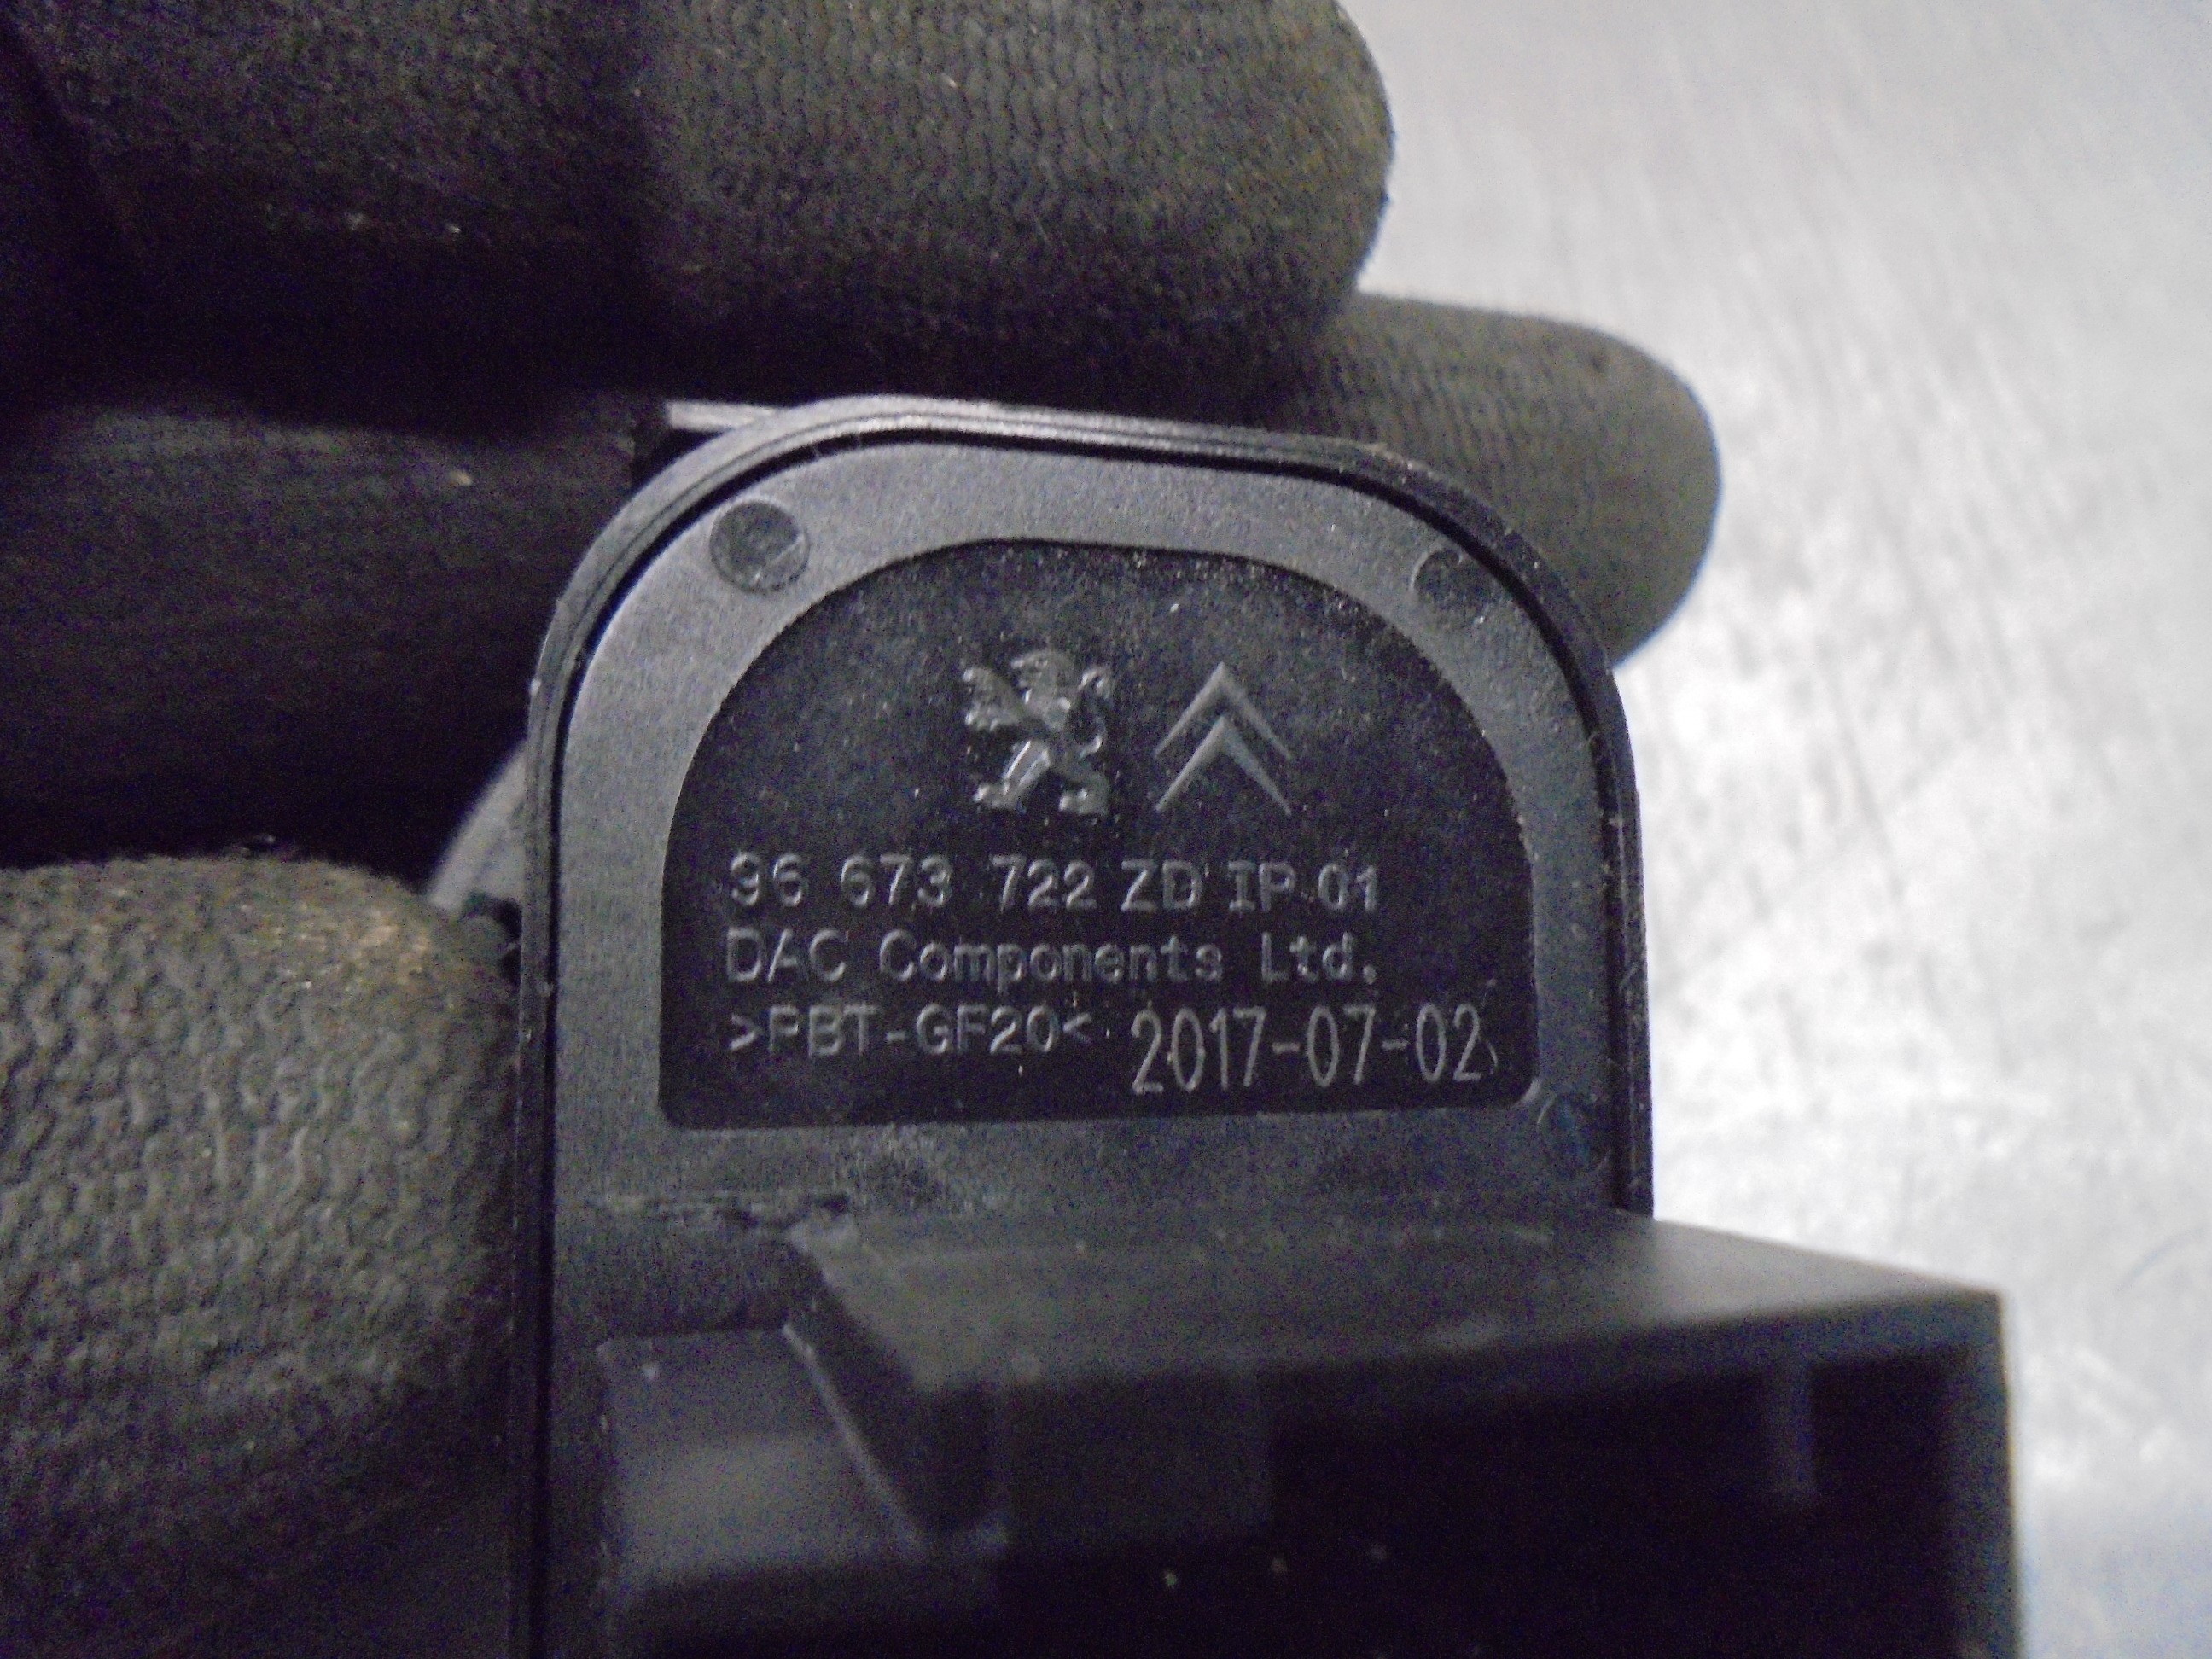 96 673 722 ZD IP 01
DAC Components Ltd.
>PBT-GF20< 2017-07-02